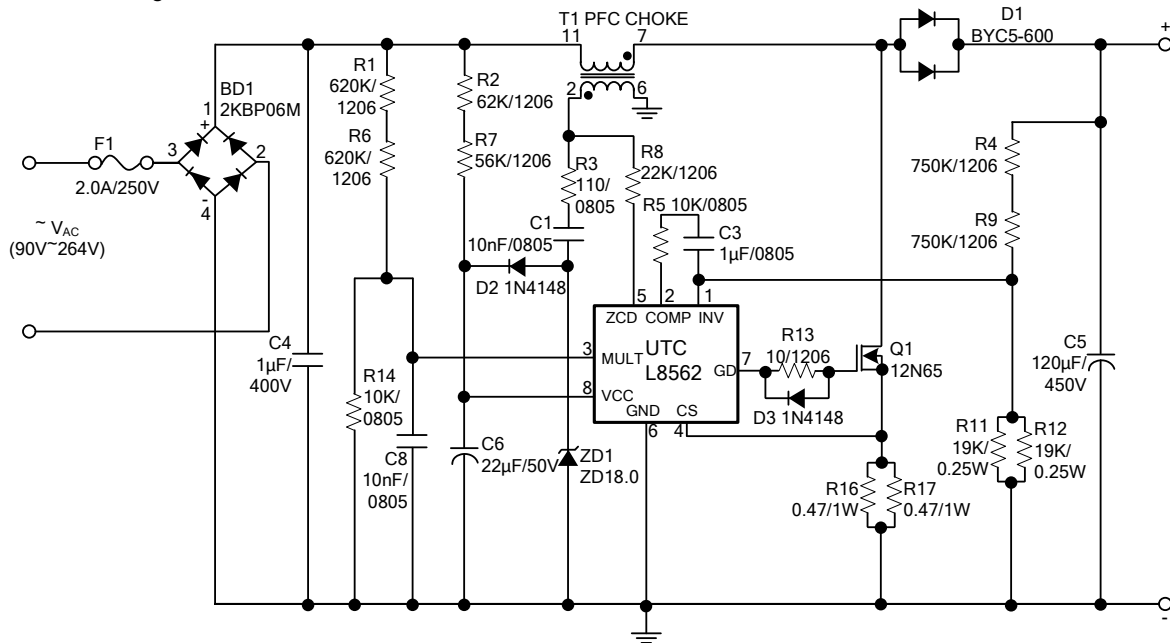 T1 PFC CHOKE
11
7
D1
BYC5-600
+
R1
620K/
1206
R2
62K/1206
2
6
BD1
2KBP06M
1
+
R6
620K/
1206
R7
56K/1206
R3
110/
0805
R8
22K/1206
R4
750K/1206
F1
3
2
2.0A/250V
-
4
~ VAC
(90V~264V)
R5 10K/0805
C1
10nF/0805
C3
1µF/0805
R9
750K/1206
D2 1N4148
5
2
1
ZCD
COMP
INV
3
MULT
UTC
L8562
GD
7
R13
10/1206
Q1
12N65
C4
1µF/
400V
8
VCC
D3 1N4148
C5
120µF/
450V
R14
10K/
0805
GND
CS
6
4
C6
22µF/50V
ZD1
ZD18.0
C8
10nF/
0805
R11
19K/
0.25W
R12
19K/
0.25W
R16
0.47/1W
R17
0.47/1W
-